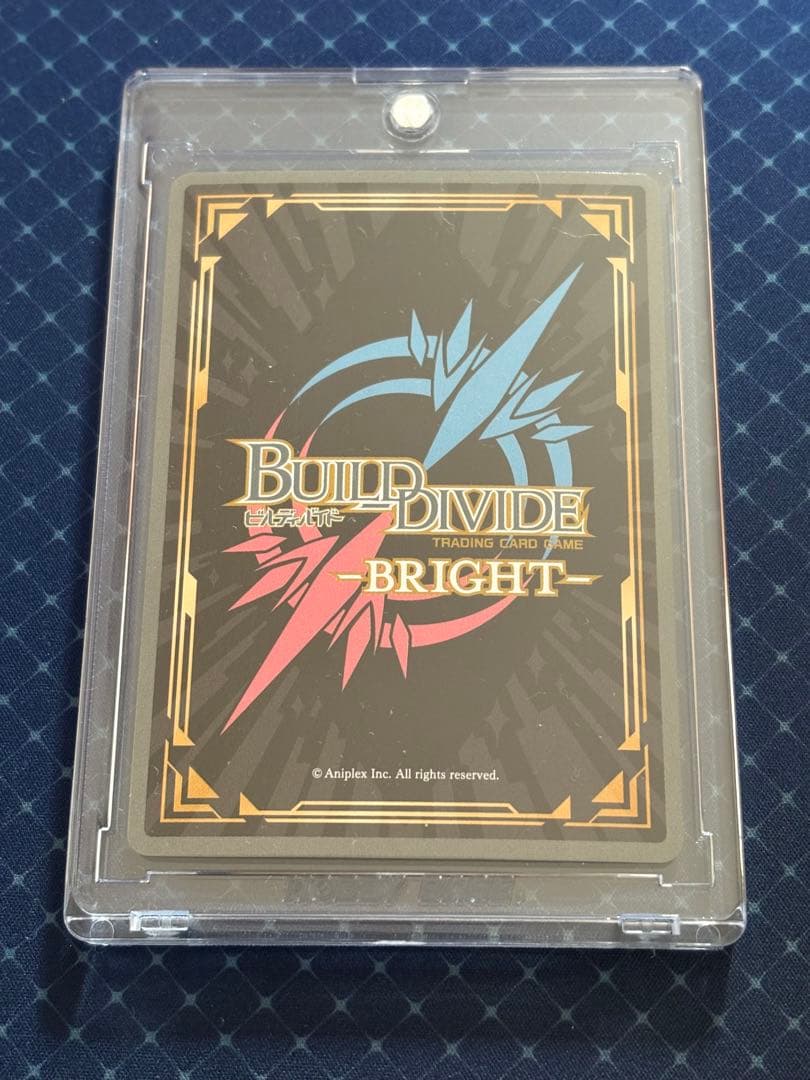 BUILD DIVIDE
ビルディバイド
TRADING CARD GAME
-BRIGHT-
© Aniplex Inc. All rights reserved.